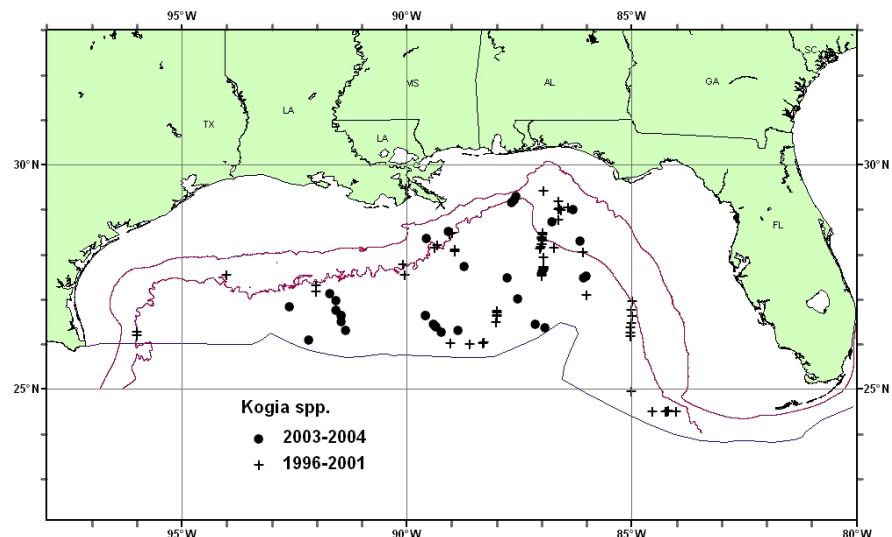 95°W 90°W 85°W
SC
MS AL GA
LA
TX
LA
30°N 30°N
FL
25°N 25°N
Kogia spp.
2003-2004
1996-2001
95°W 90°W 85°W 80°W